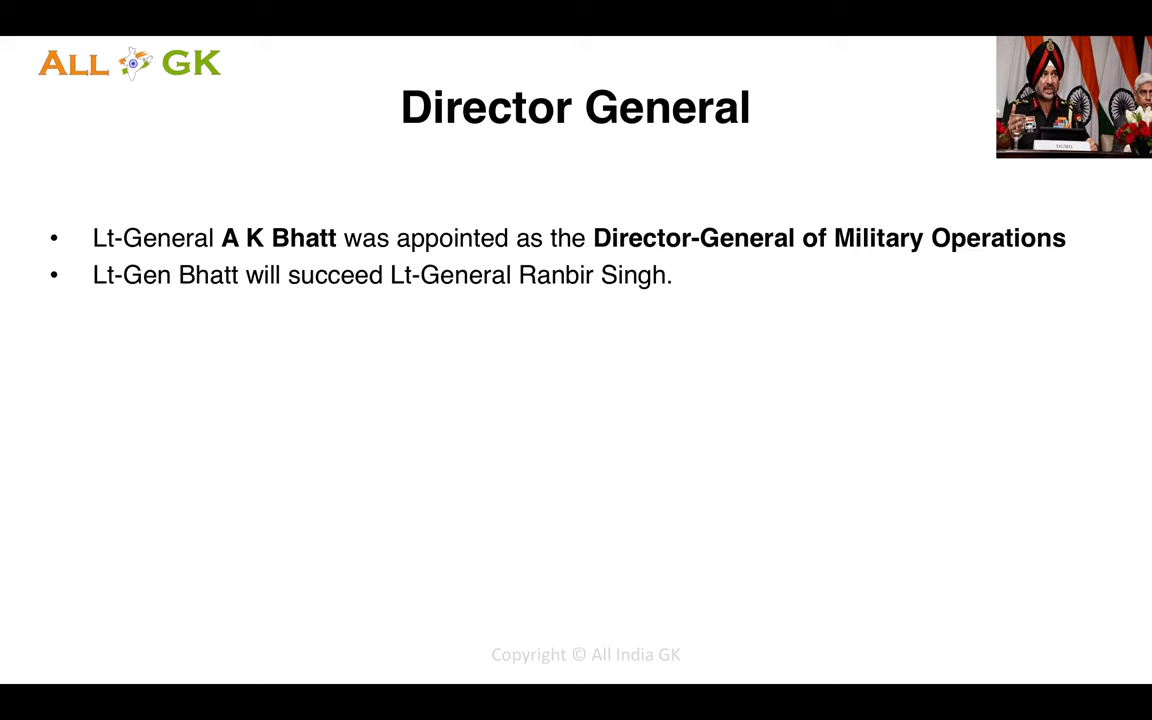 ALL GK
Director General
• Lt-General A K Bhatt was appointed as the Director-General of Military Operations
• Lt-Gen Bhatt will succeed Lt-General Ranbir Singh.
DGMO
Copyright © All India GK